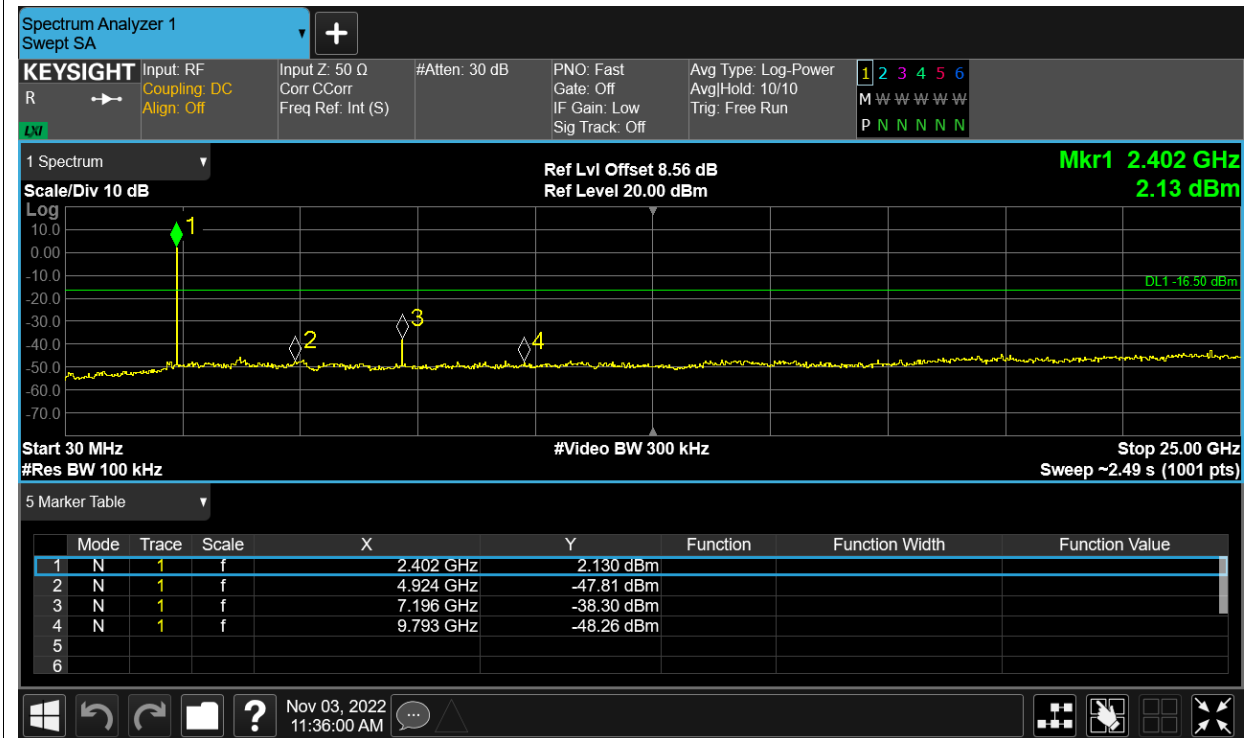 Spectrum Analyzer 1
Swept SA
KEYSIGHT
R
LXI
Input: RF
Coupling: DC
Align: Off
Input Z: 50 Ω
Corr CCorr
Freq Ref: Int (S)
#Atten: 30 dB
PNO: Fast
Gate: Off
IF Gain: Low
Sig Track: Off
Avg Type: Log-Power
Avg|Hold: 10/10
Trig: Free Run
1 2 3 4 5 6
M W W W W W
P N N N N N
1 Spectrum
Scale/Div 10 dB
Ref Lvl Offset 8.56 dB
Ref Level 20.00 dBm
Mkr1 2.402 GHz
2.13 dBm
Log
10.0
0.00
-10.0
-20.0
-30.0
-40.0
-50.0
-60.0
-70.0
1
2
3
4
DL1 -16.50 dBm
Start 30 MHz
#Res BW 100 kHz
#Video BW 300 kHz
Stop 25.00 GHz
Sweep ~2.49 s (1001 pts)
5 Marker Table
Mode Trace Scale X Y Function Function Width Function Value
1 N 1 f 2.402 GHz 2.130 dBm
2 N 1 f 4.924 GHz -47.81 dBm
3 N 1 f 7.196 GHz -38.30 dBm
4 N 1 f 9.793 GHz -48.26 dBm
5
6
?
Nov 03, 2022
11:36:00 AM